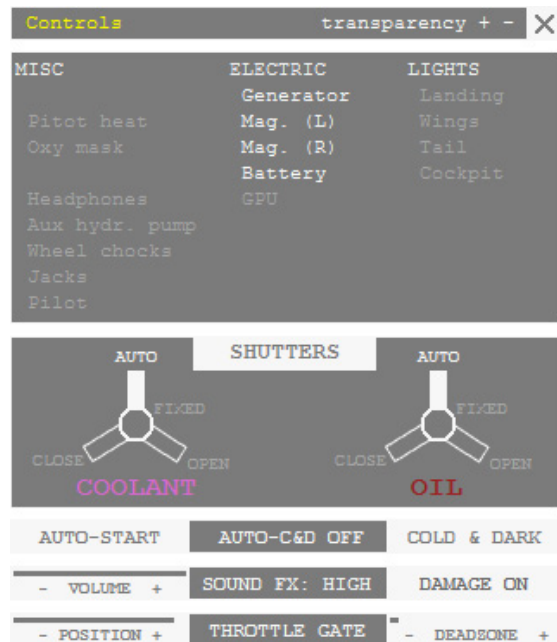 Controls transparency + - X
MISC ELECTRIC LIGHTS
Generator Landing
Pitot heat Mag. (L) Wings
Oxy mask Mag. (R) Tail
Battery Cockpit
Headphones GPU
Aux hydr. pump
Wheel chocks
Jacks
Pilot
SHUTTERS
AUTO AUTO
FIXED FIXED
CLOSE OPEN CLOSE OPEN
COOLANT OIL
AUTO-START AUTO-C&D OFF COLD & DARK
- VOLUME + SOUND FX: HIGH DAMAGE ON
- POSITION + THROTTLE GATE - DEADZONE +